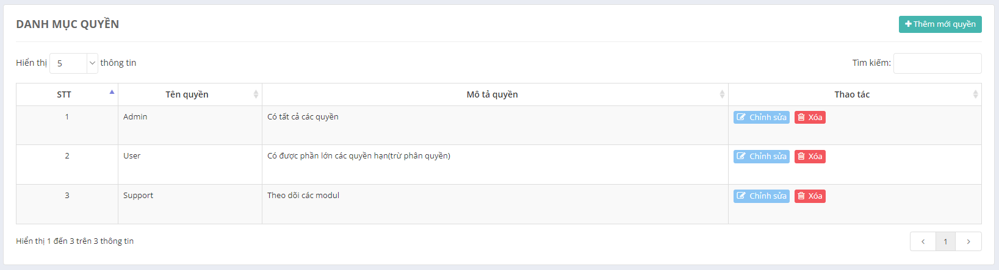 DANH MỤC QUYỀN
Thêm mới quyền
Hiển thị 5 thông tin
Tìm kiếm:
STT Tên quyền Mô tả quyền Thao tác
1 Admin Có tất cả các quyền Chỉnh sửa Xóa
2 User Có được phần lớn các quyền hạn(trừ phân quyền) Chỉnh sửa Xóa
3 Support Theo dõi các modul Chỉnh sửa Xóa
Hiển thị 1 đến 3 trên 3 thông tin
1